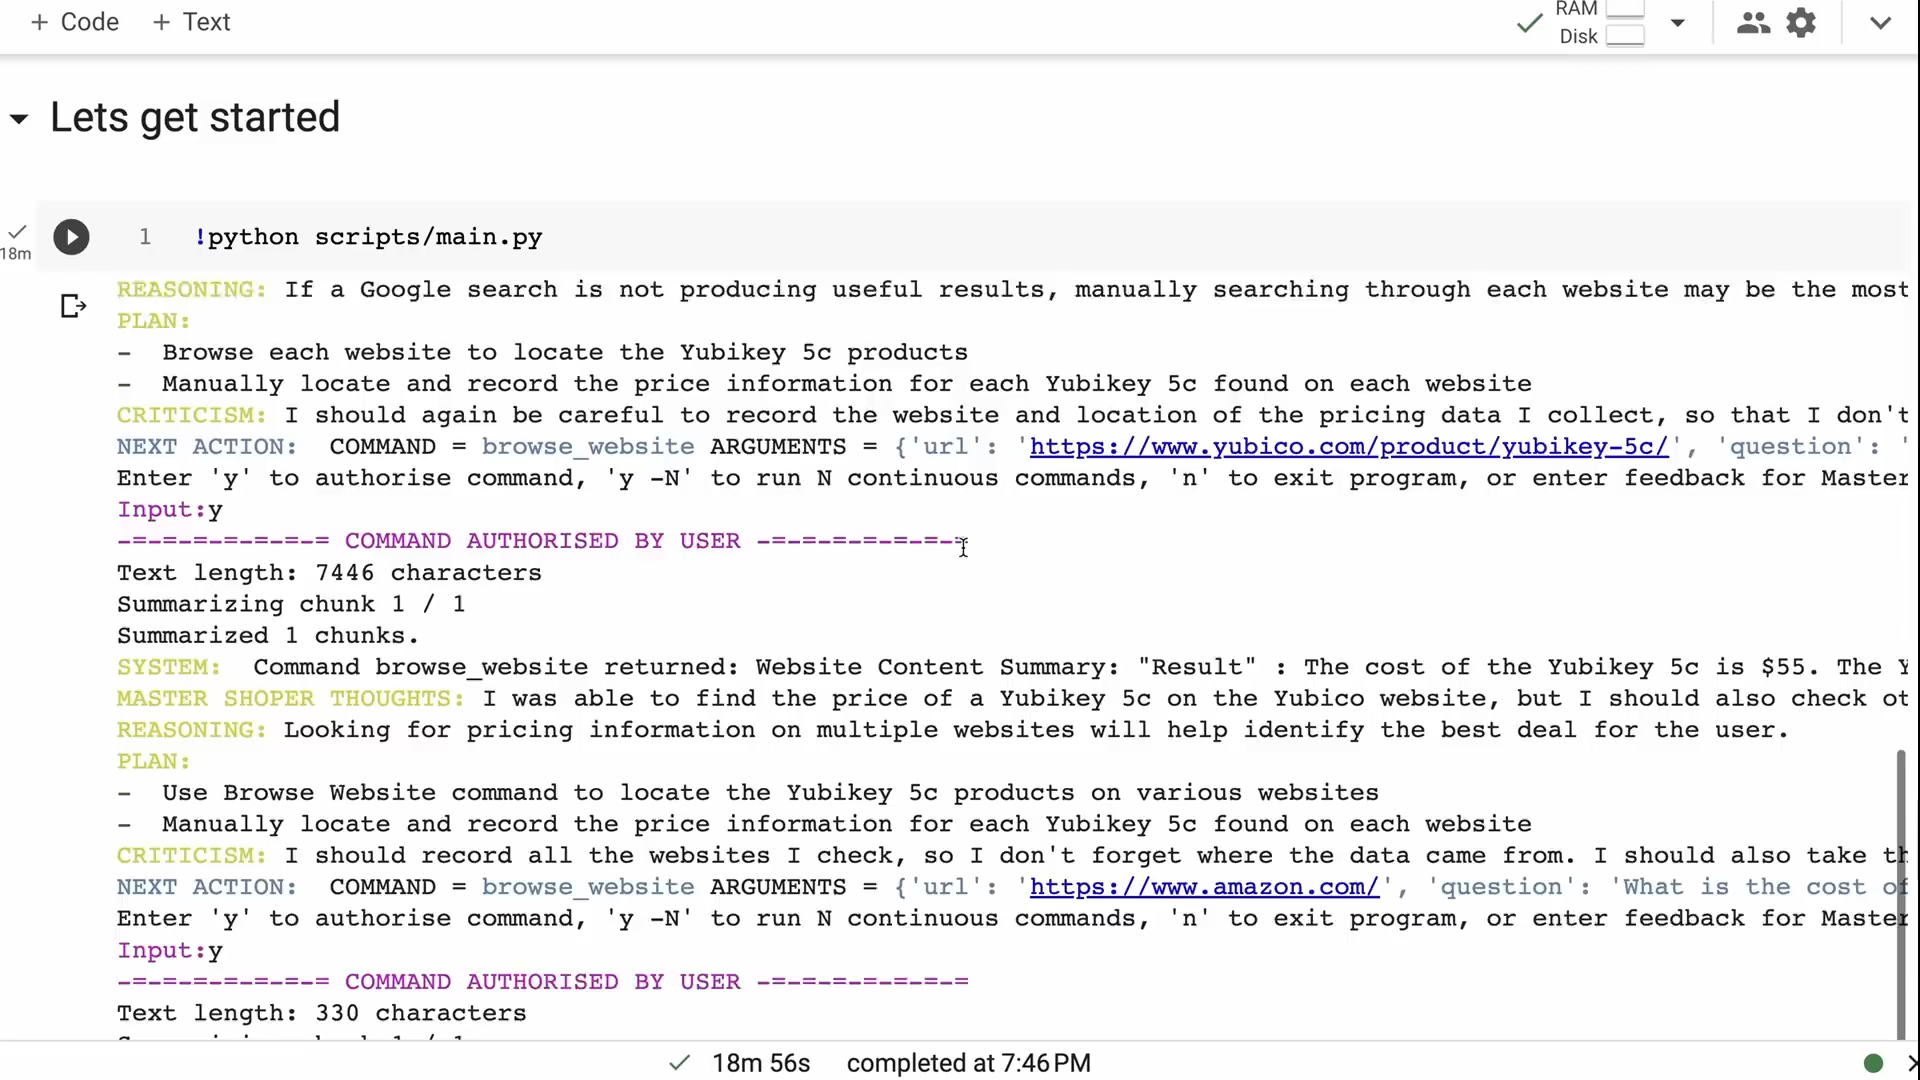 + Code + Text
RAM
Disk
Lets get started
18m
1 !python scripts/main.py
REASONING: If a Google search is not producing useful results, manually searching through each website may be the most
PLAN:
- Browse each website to locate the Yubikey 5c products
- Manually locate and record the price information for each Yubikey 5c found on each website
CRITICISM: I should again be careful to record the website and location of the pricing data I collect, so that I don't
NEXT ACTION: COMMAND = browse_website ARGUMENTS = {'url': 'https://www.yubico.com/product/yubikey-5c/', 'question': '
Enter 'y' to authorise command, 'y -N' to run N continuous commands, 'n' to exit program, or enter feedback for Master
Input:y
-=-=-=-=-=-=-= COMMAND AUTHORISED BY USER -=-=-=-=-=-=-=
Text length: 7446 characters
Summarizing chunk 1 / 1
Summarized 1 chunks.
SYSTEM: Command browse_website returned: Website Content Summary: "Result" : The cost of the Yubikey 5c is $55. The Y
MASTER SHOPER THOUGHTS: I was able to find the price of a Yubikey 5c on the Yubico website, but I should also check ot
REASONING: Looking for pricing information on multiple websites will help identify the best deal for the user.
PLAN:
- Use Browse Website command to locate the Yubikey 5c products on various websites
- Manually locate and record the price information for each Yubikey 5c found on each website
CRITICISM: I should record all the websites I check, so I don't forget where the data came from. I should also take th
NEXT ACTION: COMMAND = browse_website ARGUMENTS = {'url': 'https://www.amazon.com/', 'question': 'What is the cost of
Enter 'y' to authorise command, 'y -N' to run N continuous commands, 'n' to exit program, or enter feedback for Master
Input:y
-=-=-=-=-=-=-= COMMAND AUTHORISED BY USER -=-=-=-=-=-=-=
Text length: 330 characters
18m 56s completed at 7:46 PM